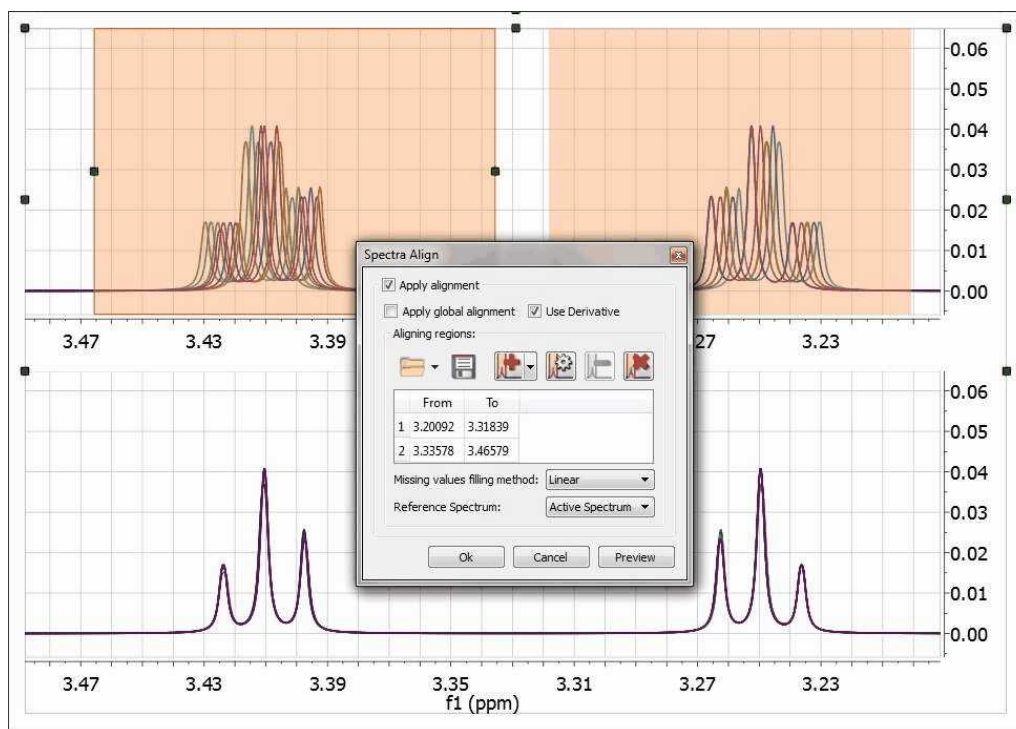 0.06
0.05
0.04
0.03
0.02
0.01
0.00
3.47 3.43 3.39 27 3.23
Spectra Align
Apply alignment
Apply global alignment Use Derivative
Aligning regions:
From To
1 3.20092 3.31839
2 3.33578 3.46579
Missing values filling method: Linear
Reference Spectrum: Active Spectrum
Ok Cancel Preview
0.06
0.05
0.04
0.03
0.02
0.01
0.00
3.47 3.43 3.39 3.35 3.31 3.27 3.23
f1 (ppm)